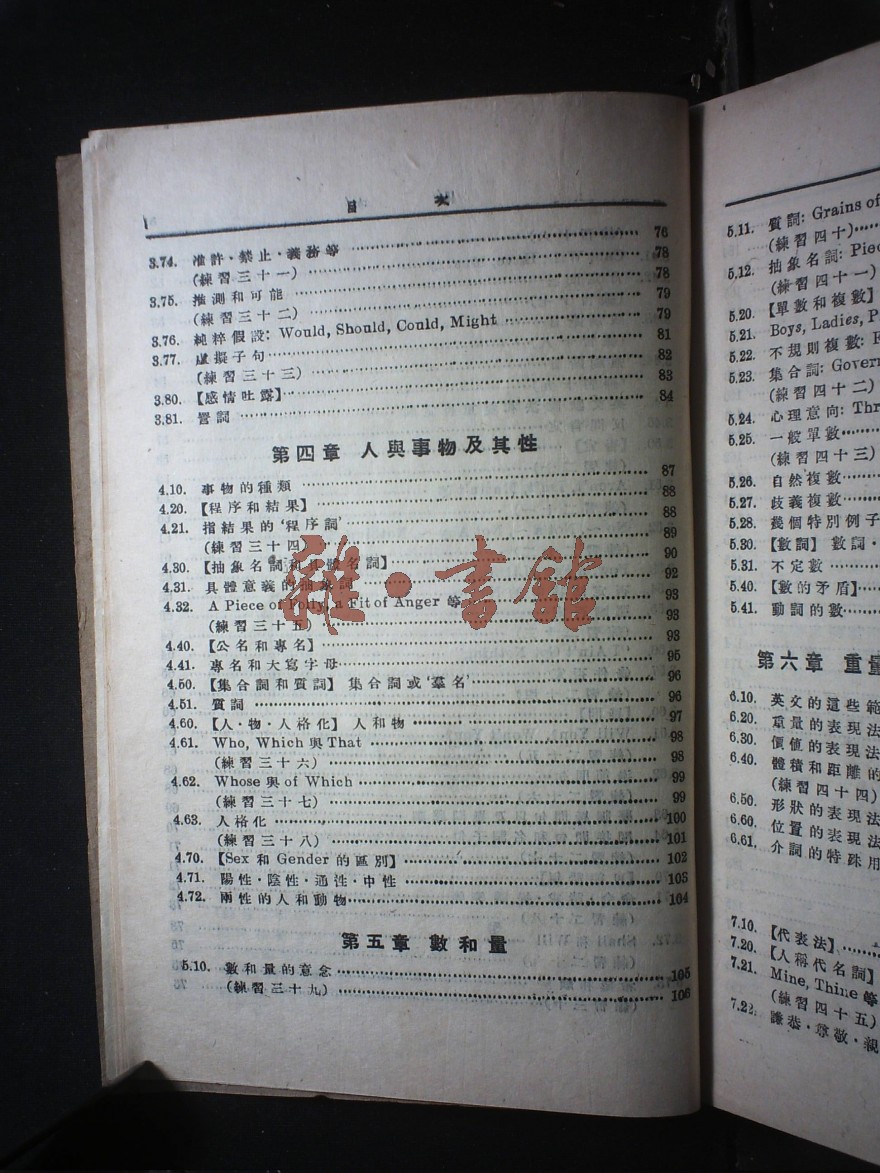 目 次
3.74. 准許·禁止·義務等 76
(練習三十一) 78
3.75. 推測和可能 78
(練習三十二) 79
3.76. 純粹假設: Would, Should, Could, Might 79
3.77. 虛擬子句 81
(練習三十三) 82
3.80. 【感情吐露】 83
3.81. 詈詞 84
第四章 人與事物及其性
4.10. 事物的種類 87
4.20. 【程序和結果】 88
4.21. 指結果的'程序詞' 88
(練習三十四) 89
4.30. 【抽象名詞和具體名詞】 90
4.31. 具體意義的抽象詞 92
4.32. A Piece of Folly, a Fit of Anger 等 93
(練習三十五) 93
4.40. 【公名和專名】 93
4.41. 專名和大寫字母 95
4.50. 【集合詞和質詞】 集合詞或'羣名' 96
4.51. 質詞 96
4.60. 【人·物·人格化】 人和物 97
4.61. Who, Which 與 That 98
(練習三十六) 98
4.62. Whose 與 of Which 99
(練習三十七) 99
4.63. 人格化 100
(練習三十八) 101
4.70. 【Sex 和 Gender 的區別】 102
4.71. 陽性·陰性·通性·中性 103
4.72. 兩性的人和動物 104
第五章 數和量
5.10. 數和量的意念 105
(練習三十九) 106
雜·書館
5.11. 質詞: Grains of
(練習四十)
5.12. 抽象名詞: Piec
(練習四十一)
5.20. 【單數和複數】
5.21. Boys, Ladies, P
5.22. 不規則複數:
5.23. 集合詞: Govern
(練習四十二)
5.24. 心理意向: Thr
5.25. 一般單數
(練習四十三)
5.26. 自然複數
5.27. 歧義複數
5.28. 幾個特別例子
5.30. 【數詞】 數詞·
5.31. 不定數
5.40. 【數的矛盾】
5.41. 動詞的數
第六章 重量
6.10. 英文的這些範
6.20. 重量的表現法
6.30. 價值的表現法
6.40. 體積和距離的
(練習四十四)
6.50. 形狀的表現法
6.60. 位置的表現法
6.61. 介詞的特殊用
7.10. 【代表法】
7.20. 【人稱代名詞】
7.21. Mine, Thine 等
(練習四十五)
7.22. 謙恭·尊敬·親